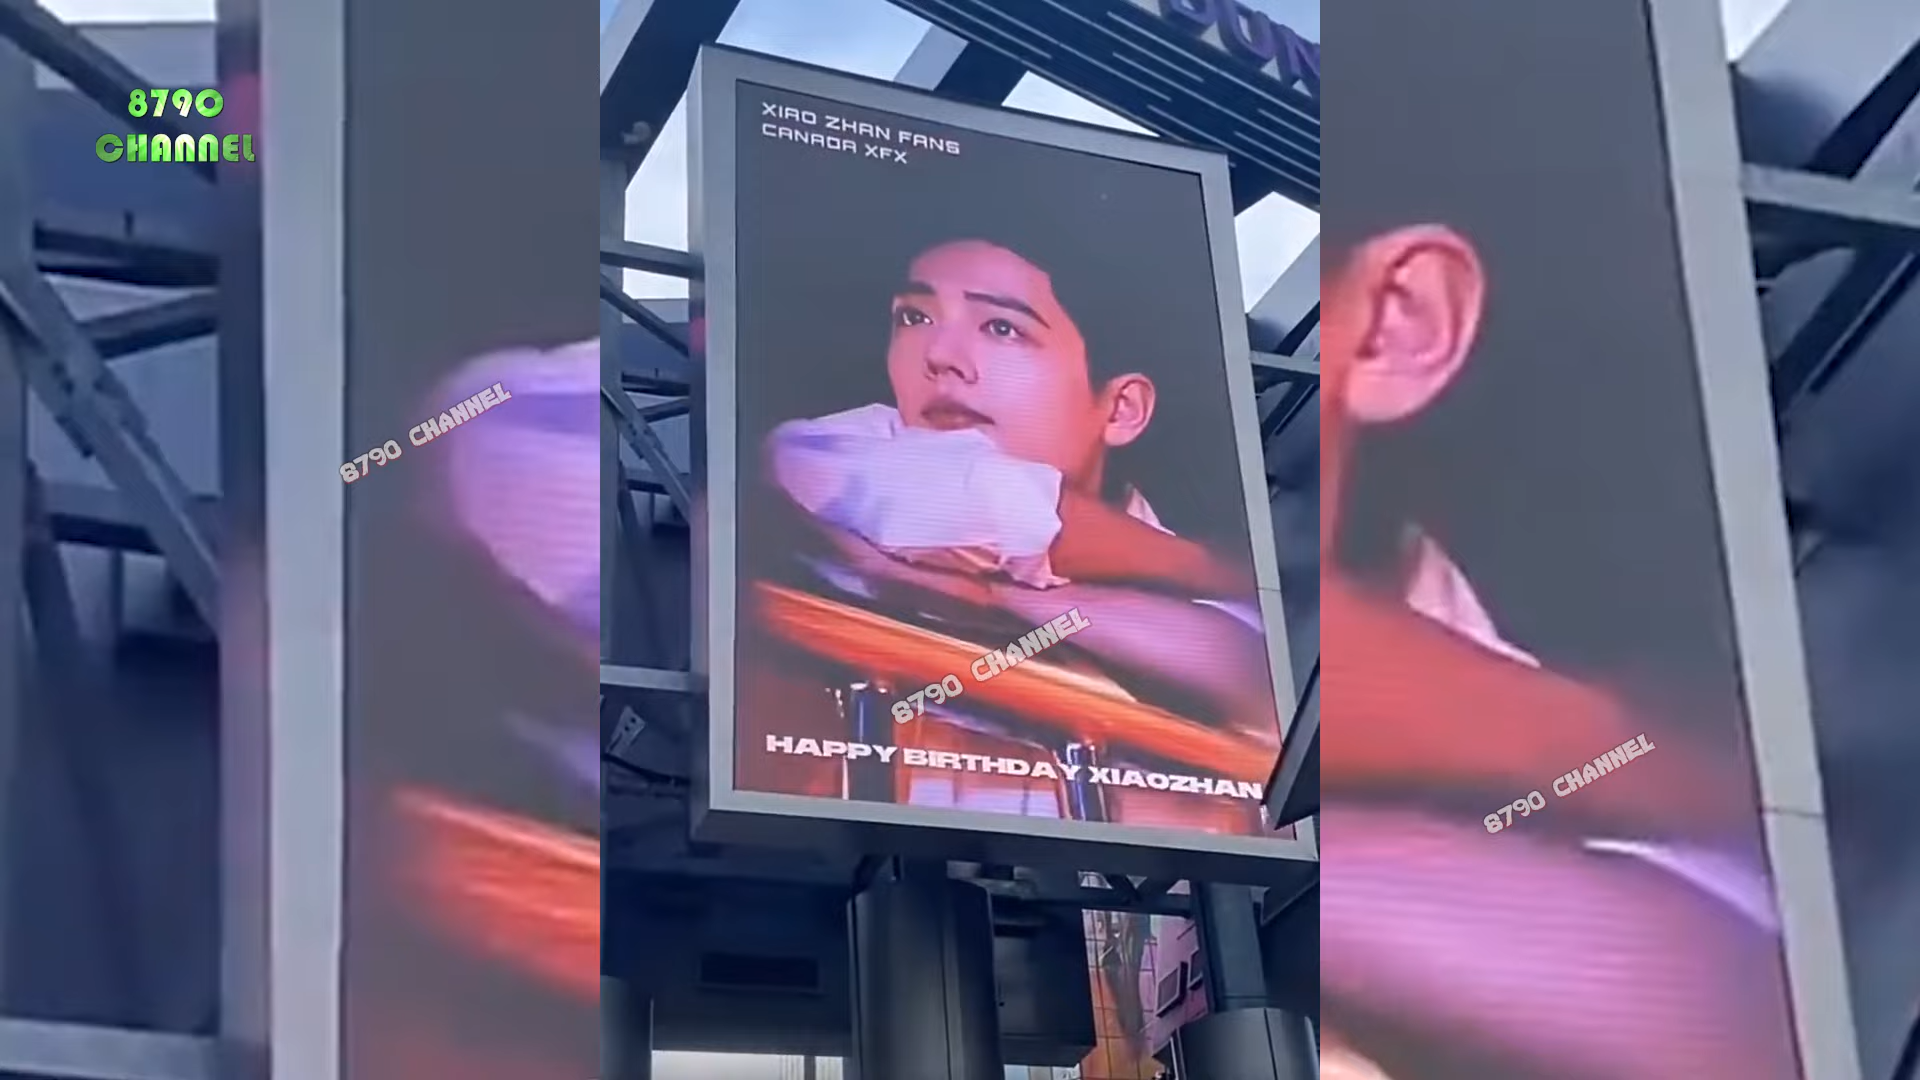 8790
CHANNEL
XIAO ZHAN FANS
CANADA XFX
8790 CHANNEL
8790 CHANNEL
HAPPY BIRTHDAY XIAOZHAN
8790 CHANNEL